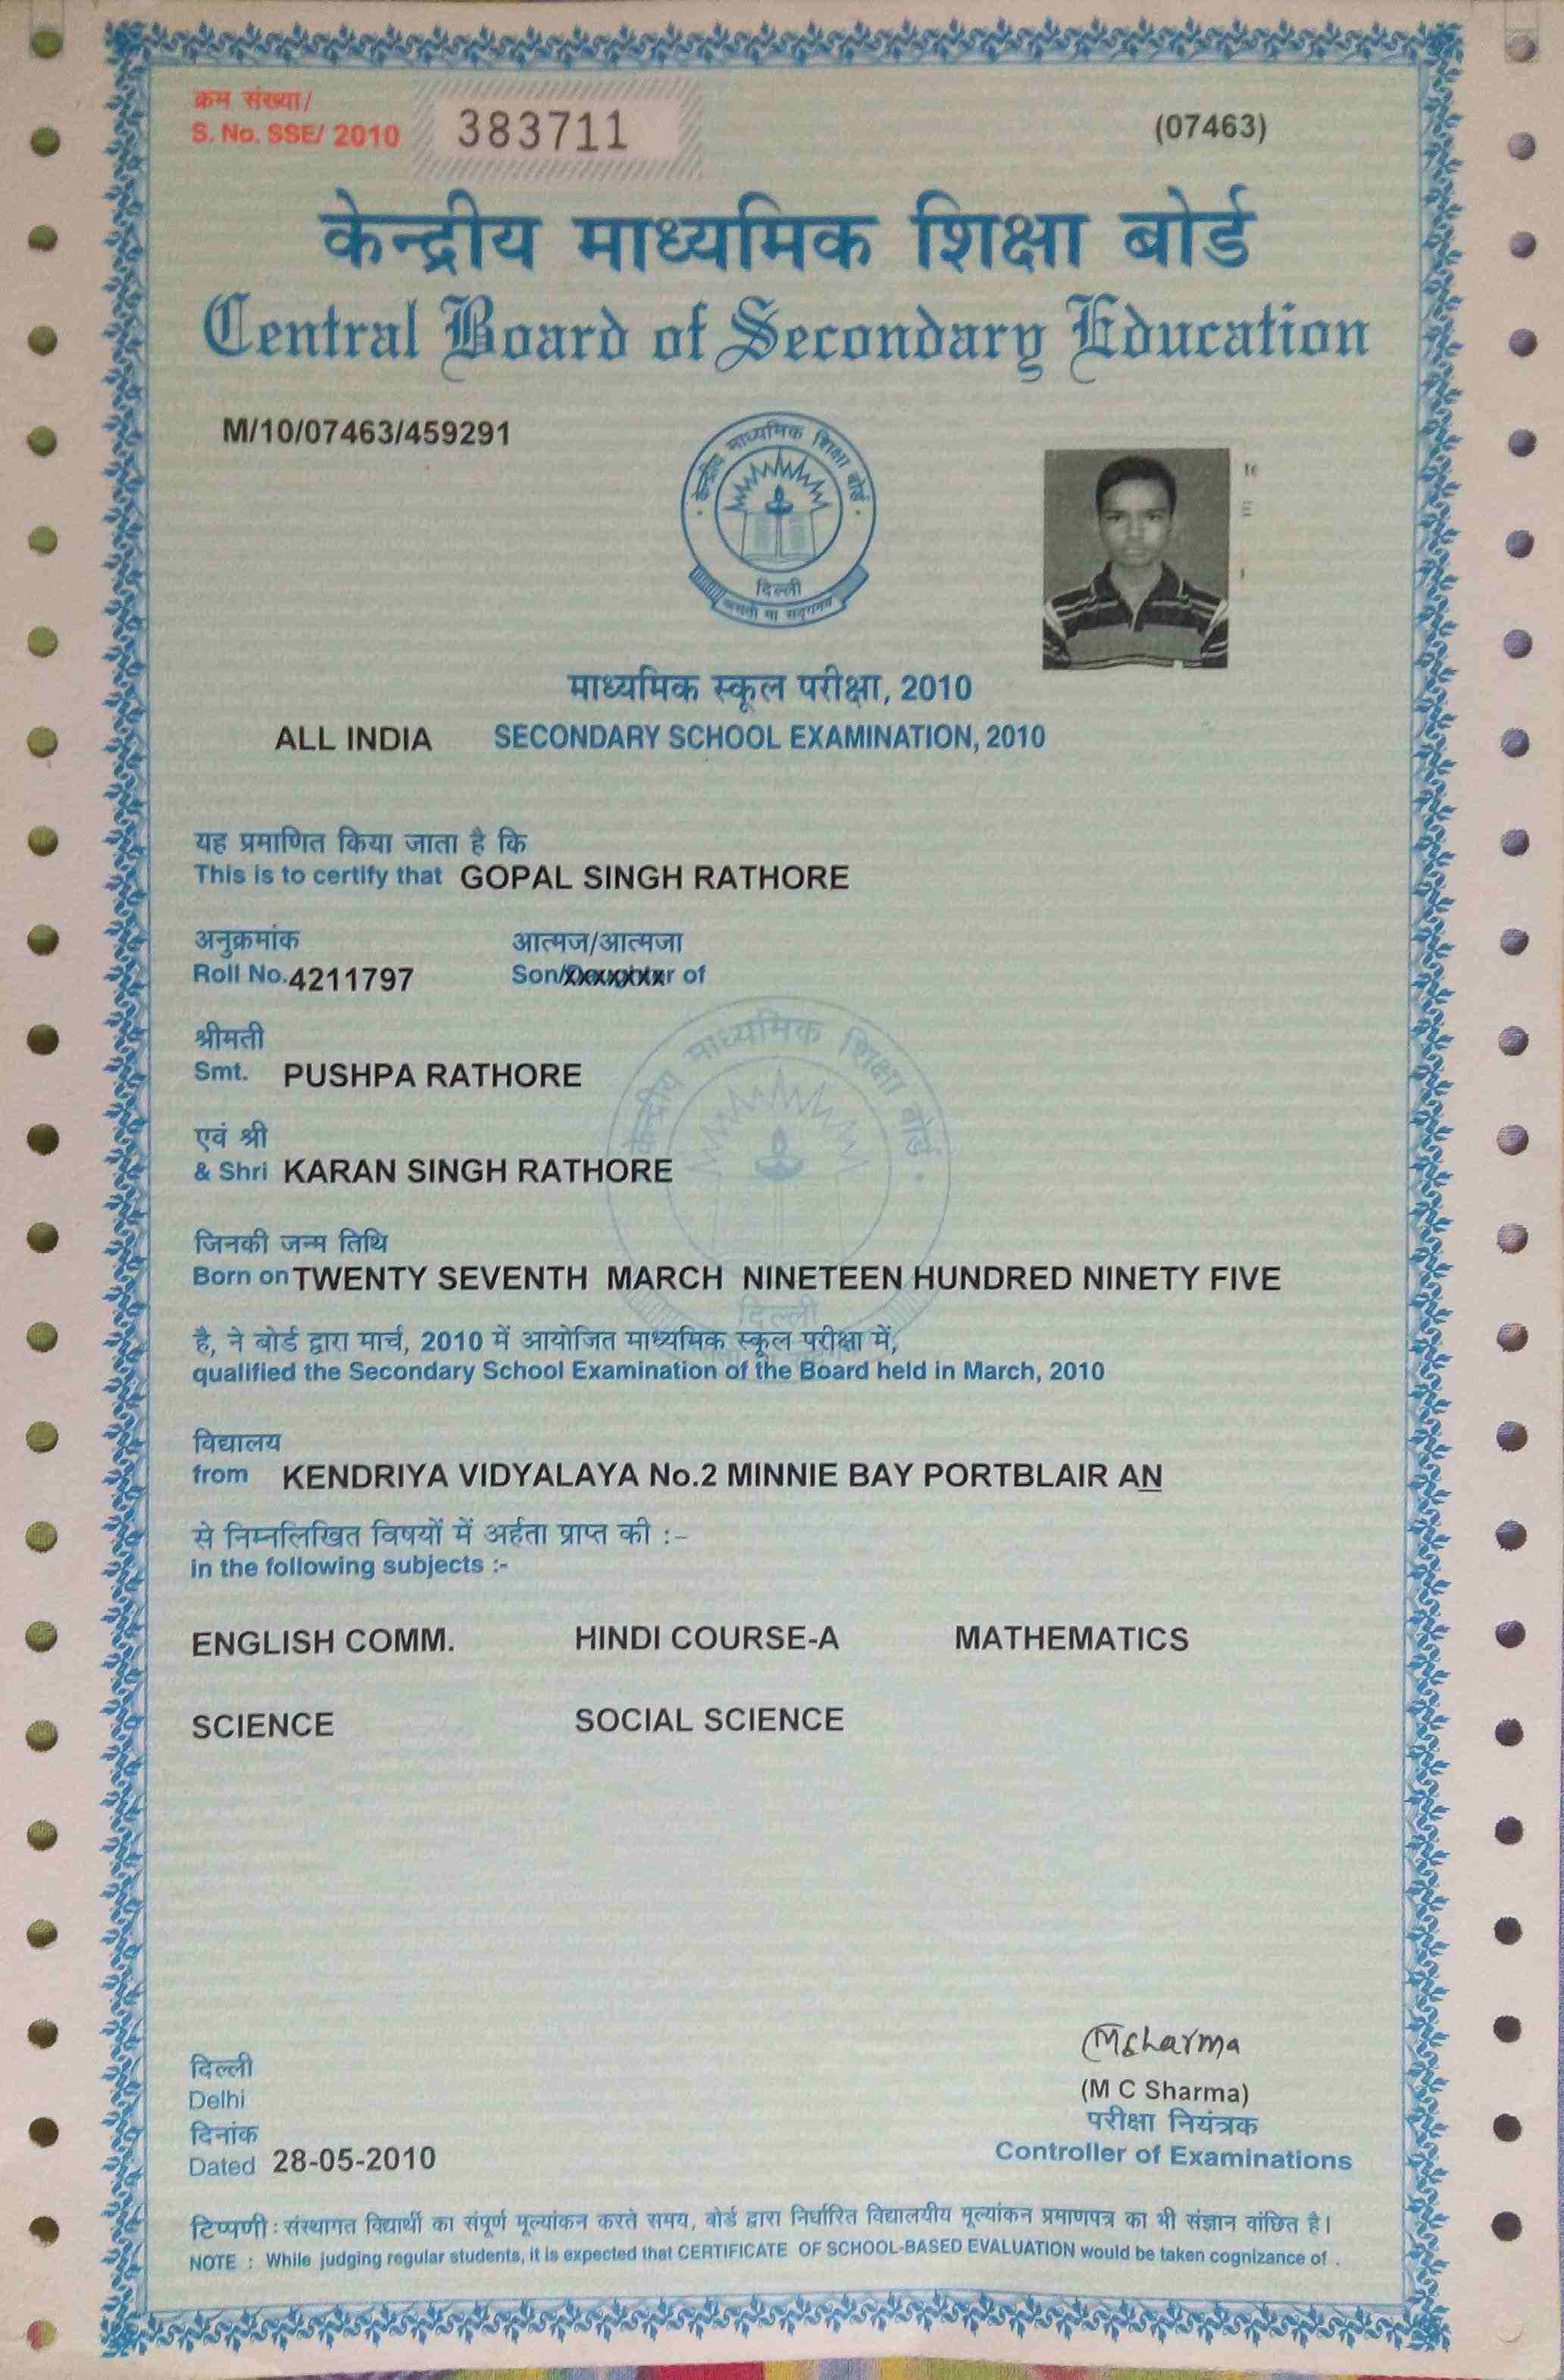 क्रम संख्या/
S. No. SSE/ 2010 383711 (07463)
केन्द्रीय माध्यमिक शिक्षा बोर्ड
Central Board of Secondary Education
M/10/07463/459291
केन्द्रीय माध्यमिक शिक्षा बोर्ड
दिल्ली
माध्यमिक स्कूल परीक्षा, 2010
ALL INDIA SECONDARY SCHOOL EXAMINATION, 2010
यह प्रमाणित किया जाता है कि
This is to certify that GOPAL SINGH RATHORE
अनुक्रमांक आत्मज/आत्मजा
Roll No. 4211797 Son/Daughter of
श्रीमती
Smt. PUSHPA RATHORE
एवं श्री
& Shri KARAN SINGH RATHORE
जिनकी जन्म तिथि
Born on TWENTY SEVENTH MARCH NINETEEN HUNDRED NINETY FIVE
है, ने बोर्ड द्वारा मार्च, 2010 में आयोजित माध्यमिक स्कूल परीक्षा में,
qualified the Secondary School Examination of the Board held in March, 2010
विद्यालय
from KENDRIYA VIDYALAYA No.2 MINNIE BAY PORTBLAIR AN
से निम्नलिखित विषयों में अर्हता प्राप्त की :–
in the following subjects :-
ENGLISH COMM. HINDI COURSE-A MATHEMATICS
SCIENCE SOCIAL SCIENCE
दिल्ली
Delhi
दिनांक
Dated 28-05-2010
MSharma
(M C Sharma)
परीक्षा नियंत्रक
Controller of Examinations
टिप्पणी : संस्थागत विद्यार्थी का संपूर्ण मूल्यांकन करते समय, बोर्ड द्वारा निर्धारित विद्यालयीय मूल्यांकन प्रमाणपत्र का भी संज्ञान वांछित है।
NOTE : While judging regular students, it is expected that CERTIFICATE OF SCHOOL-BASED EVALUATION would be taken cognizance of .